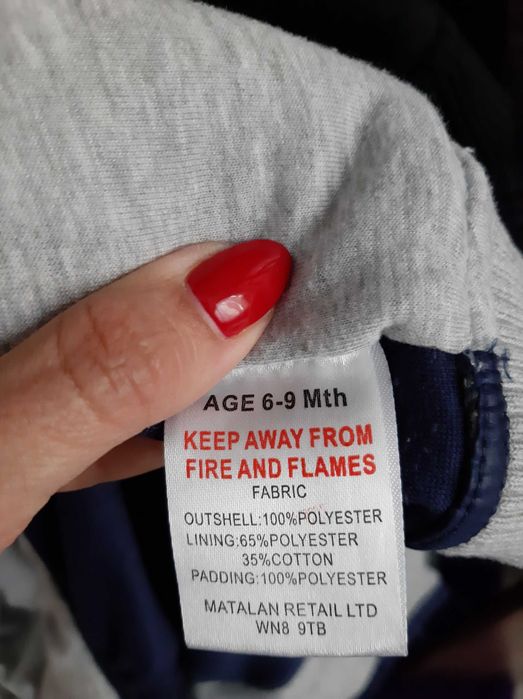 AGE 6-9 Mth
KEEP AWAY FROM
FIRE AND FLAMES
FABRIC
OUTSHELL:100%POLYESTER
LINING:65%POLYESTER
35%COTTON
PADDING:100%POLYESTER
MATALAN RETAIL LTD
WN8 9TB